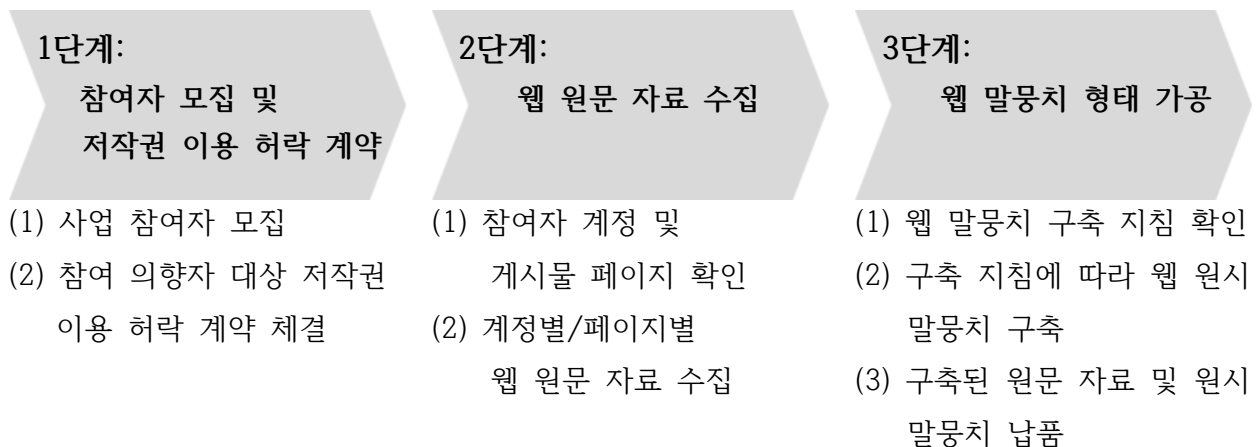 1단계:
참여자 모집 및
저작권 이용 허락 계약
(1) 사업 참여자 모집
(2) 참여 의향자 대상 저작권
이용 허락 계약 체결
2단계:
웹 원문 자료 수집
(1) 참여자 계정 및
게시물 페이지 확인
(2) 계정별/페이지별
웹 원문 자료 수집
3단계:
웹 말뭉치 형태 가공
(1) 웹 말뭉치 구축 지침 확인
(2) 구축 지침에 따라 웹 원시
말뭉치 구축
(3) 구축된 원문 자료 및 원시
말뭉치 납품